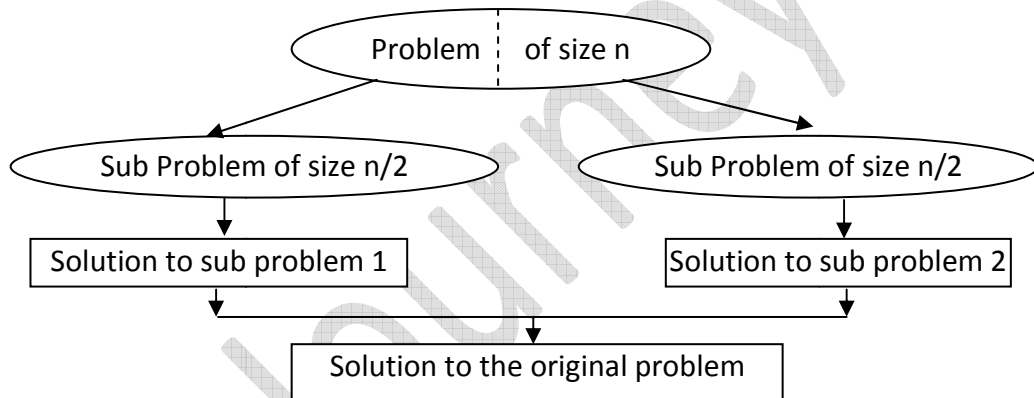 Problem of size n
Sub Problem of size n/2 Sub Problem of size n/2
Solution to sub problem 1 Solution to sub problem 2
Solution to the original problem